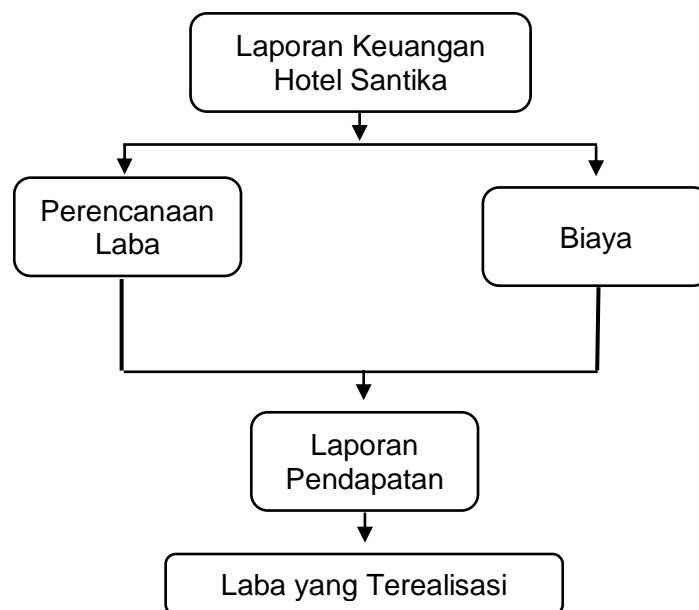 Laporan Keuangan
Hotel Santika
Perencanaan
Laba
Biaya
Laporan
Pendapatan
Laba yang Terealisasi